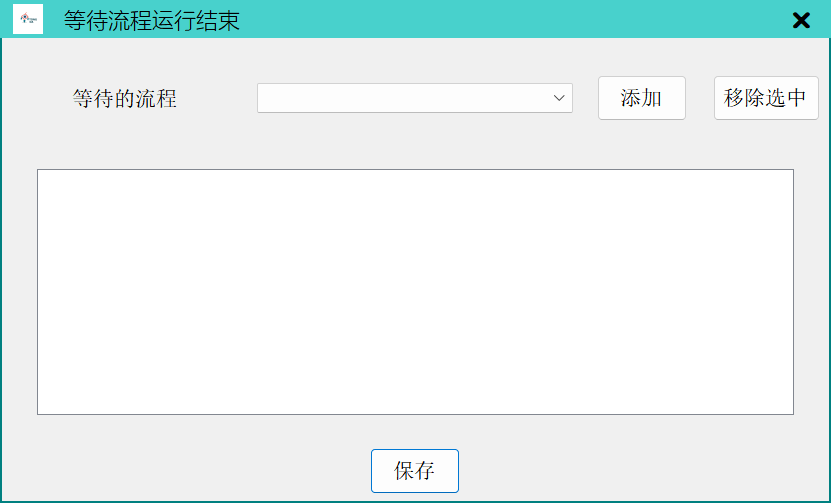 等待流程运行结束
等待的流程
添加
移除选中
保存